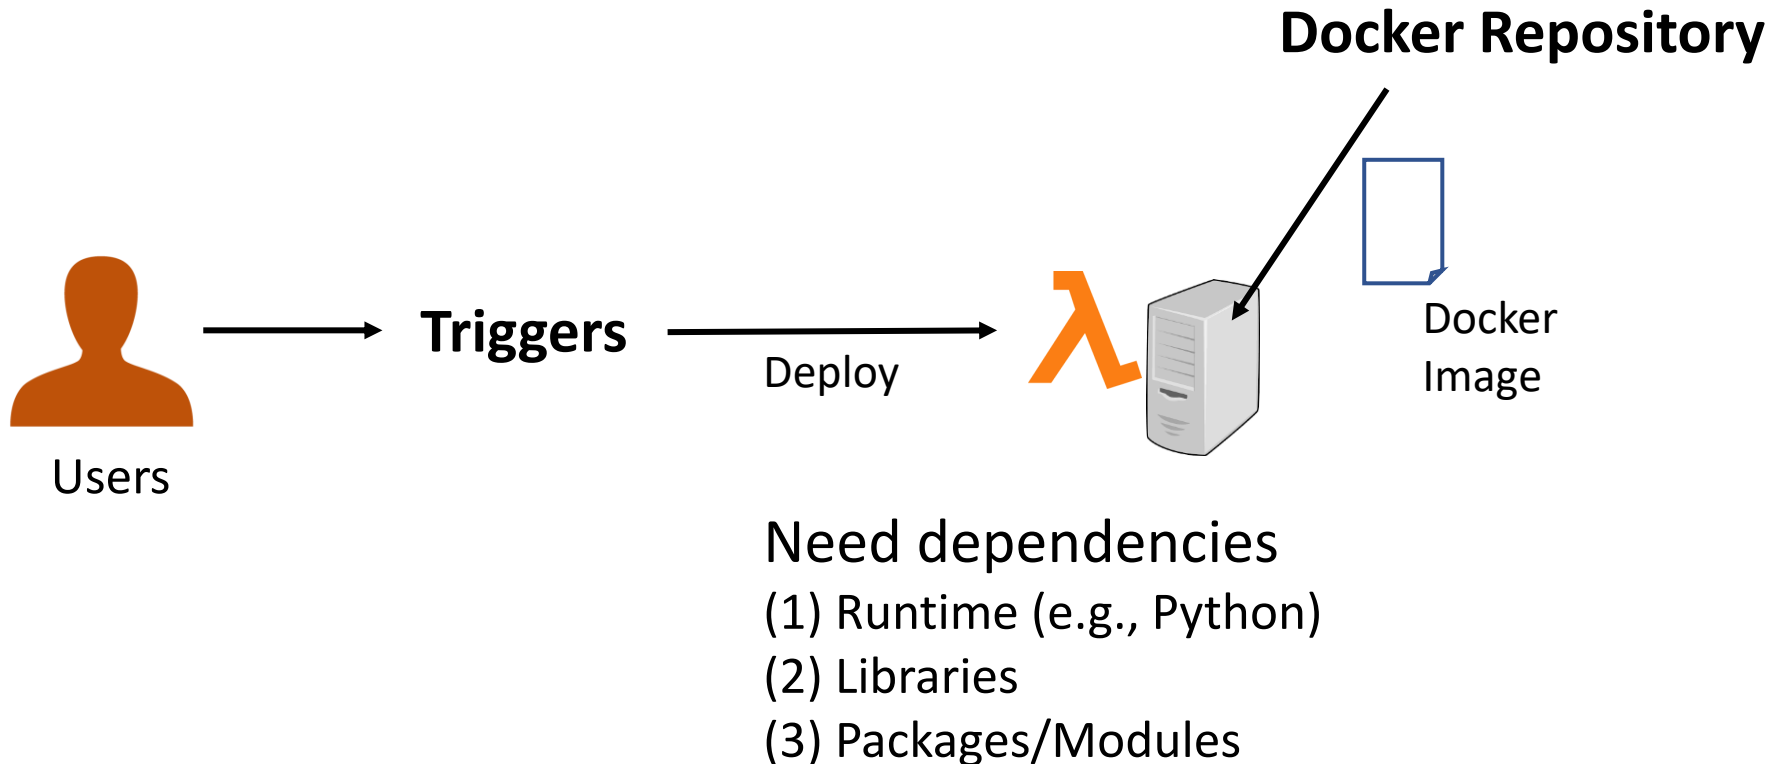 Docker Repository
Users
Triggers
Deploy
Docker
Image
Need dependencies
(1) Runtime (e.g., Python)
(2) Libraries
(3) Packages/Modules